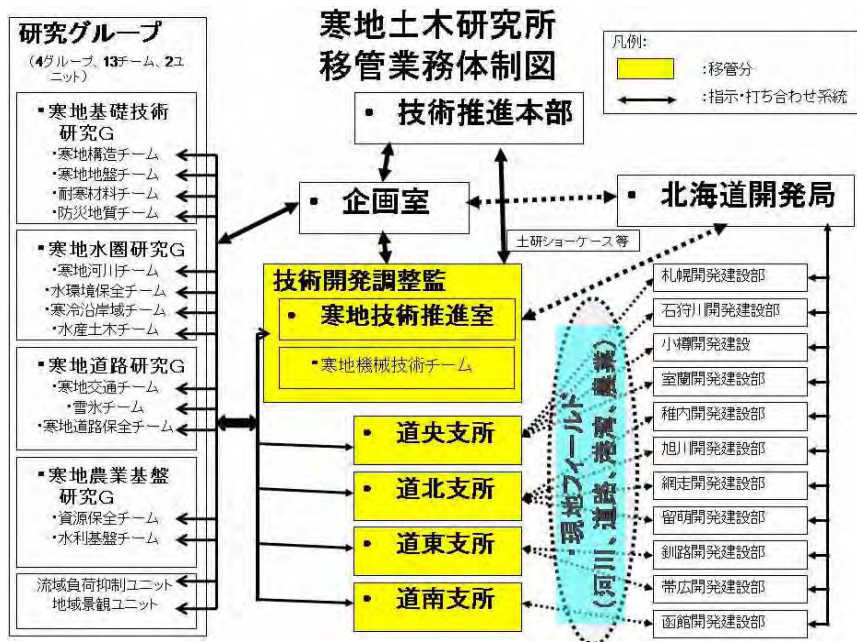 寒地土木研究所
移管業務体制図
凡例:
:移管分
:指示・打ち合わせ系統
研究グループ
（4グループ、13チーム、2ユ
ニット）
▪寒地基礎技術
研究G
・寒地構造チーム
・寒地地盤チーム
・耐寒材料チーム
・防災地質チーム
▪寒地水圏研究G
・寒地河川チーム
・水環境保全チーム
・寒冷沿岸域チーム
・水産土木チーム
▪寒地道路研究G
・寒地交通チーム
・雪氷チーム
・寒地道路保全チーム
▪寒地農業基盤
研究G
・資源保全チーム
・水利基盤チーム
流域負荷抑制ユニット
地域景観ユニット
▪ 技術推進本部
▪ 企画室
▪ 北海道開発局
土研ショーケース等
技術開発調整監
▪ 寒地技術推進室
▪寒地機械技術チーム
▪ 道央支所
▪ 道北支所
▪ 道東支所
▪ 道南支所
・現地フィールド
（河川、道路、港湾、農業）
札幌開発建設部
石狩川開発建設部
小樽開発建設
室蘭開発建設部
稚内開発建設部
旭川開発建設部
網走開発建設部
留萌開発建設部
釧路開発建設部
帯広開発建設部
函館開発建設部